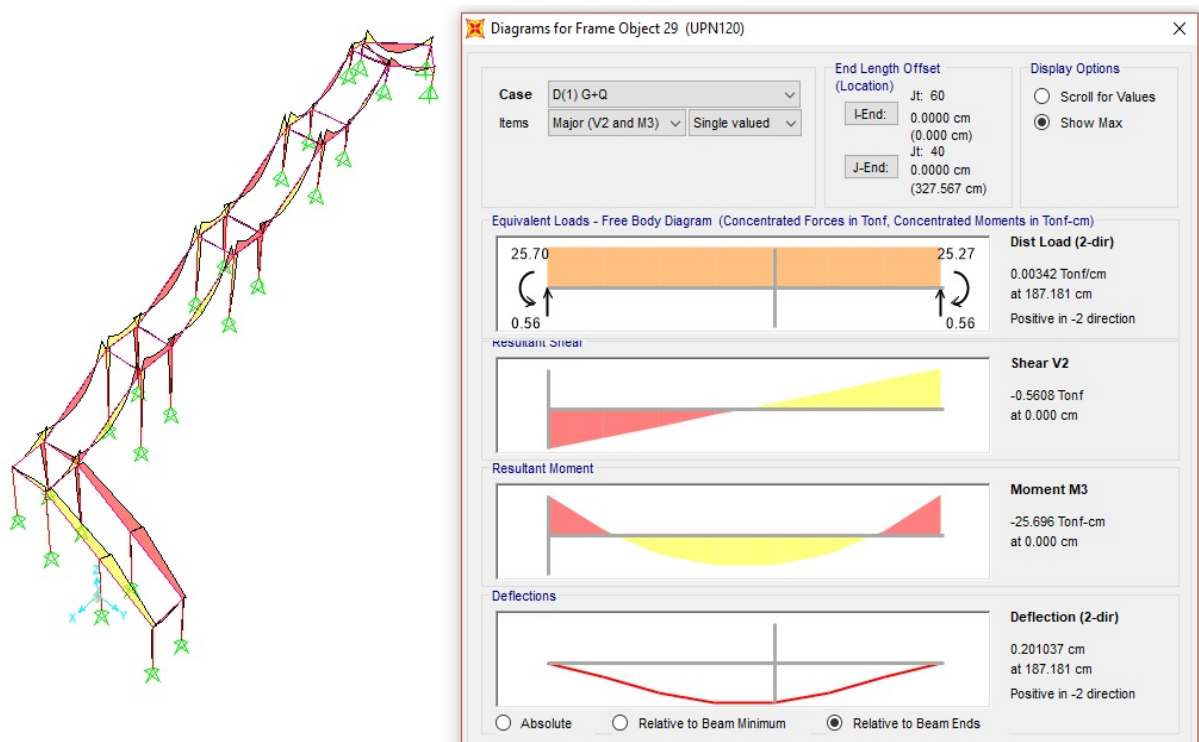 Diagrams for Frame Object 29 (UPN120)
Case D(1) G+Q
Items Major (V2 and M3) Single valued
End Length Offset
(Location)
I-End:
Jt: 60
0.0000 cm
(0.000 cm)
J-End:
Jt: 40
0.0000 cm
(327.567 cm)
Display Options
Scroll for Values
Show Max
Equivalent Loads - Free Body Diagram (Concentrated Forces in Tonf, Concentrated Moments in Tonf-cm)
25.70 25.27
0.56 0.56
Dist Load (2-dir)
0.00342 Tonf/cm
at 187.181 cm
Positive in -2 direction
Resultant Shear
Shear V2
-0.5608 Tonf
at 0.000 cm
Resultant Moment
Moment M3
-25.696 Tonf-cm
at 0.000 cm
Deflections
Deflection (2-dir)
0.201037 cm
at 187.181 cm
Positive in -2 direction
Absolute Relative to Beam Minimum Relative to Beam Ends
Z
X Y